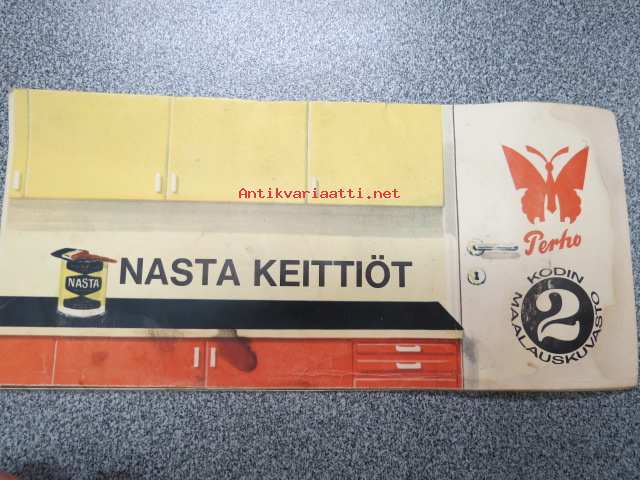 Antikvariaatti.net
NASTA
NASTA KEITTIÖT
Perho
KODIN
2
MAALAUSKUVASTO